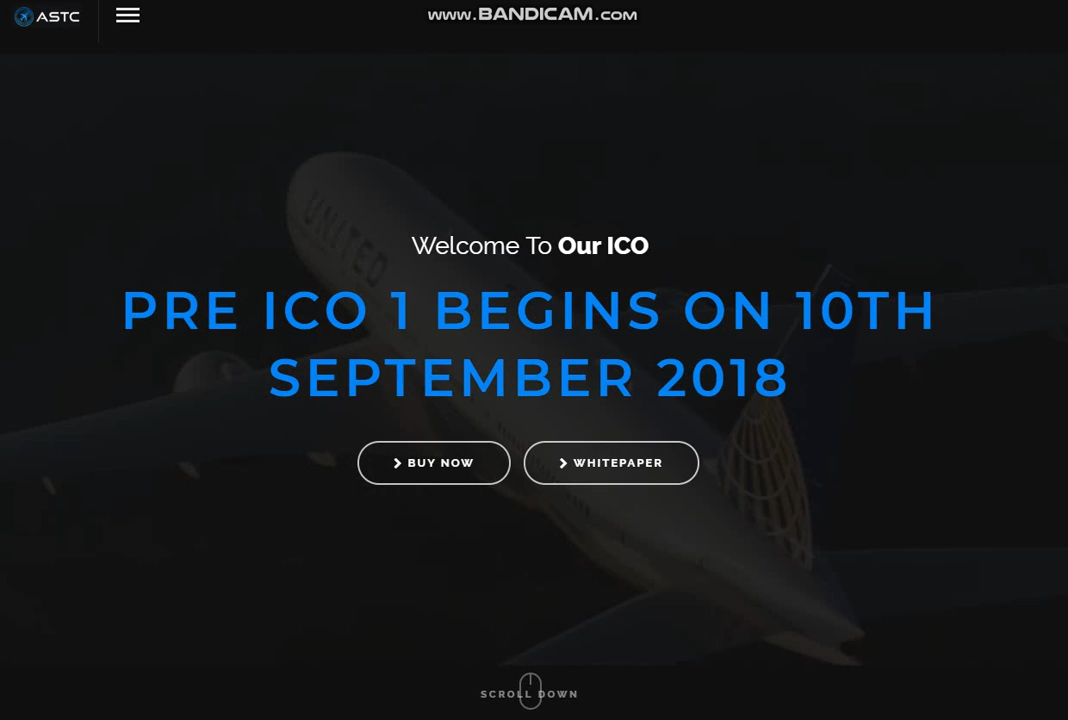 ASTC
www.BANDICAM.com
UNITED
Welcome To Our ICO
PRE ICO 1 BEGINS ON 10TH
SEPTEMBER 2018
BUY NOW
WHITEPAPER
SCROLL DOWN